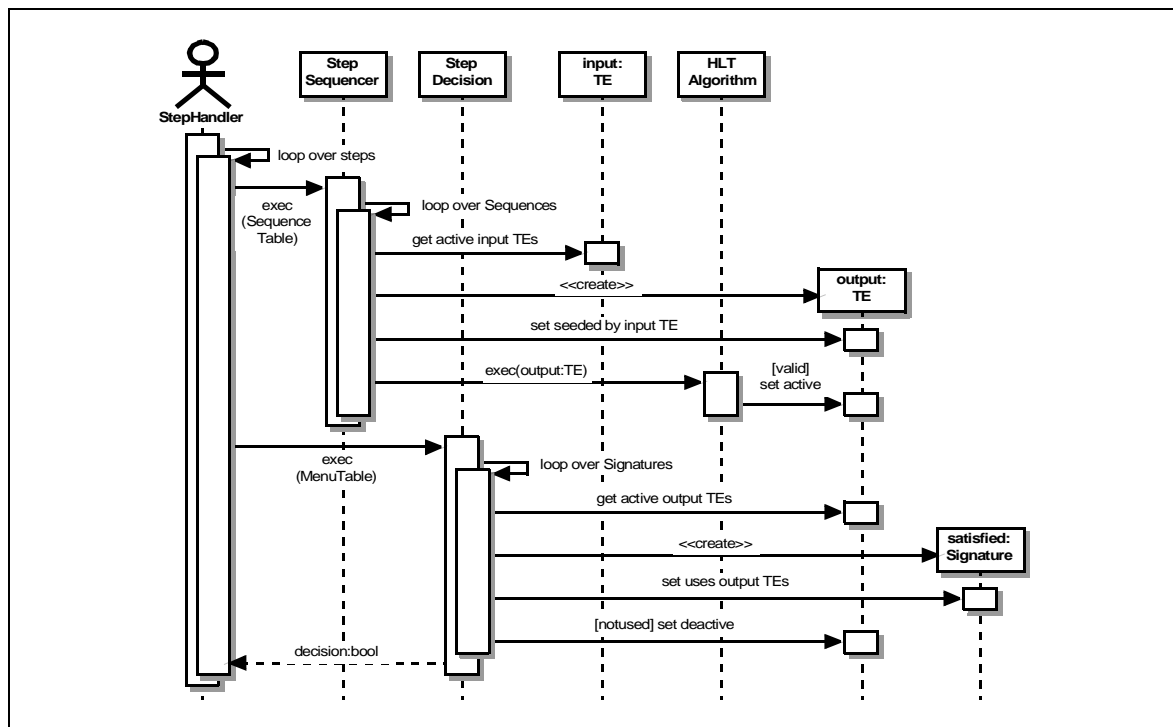 StepHandler
Step
Sequencer
Step
Decision
input:
TE
HLT
Algorithm
loop over steps
exec
(Sequence
Table)
loop over Sequences
get active input TEs
<<create>>
output:
TE
set seeded by input TE
exec(output:TE)
[valid]
set active
exec
(MenuTable)
loop over Signatures
get active output TEs
<<create>>
satisfied:
Signature
set uses output TEs
[notused] set deactive
decision:bool